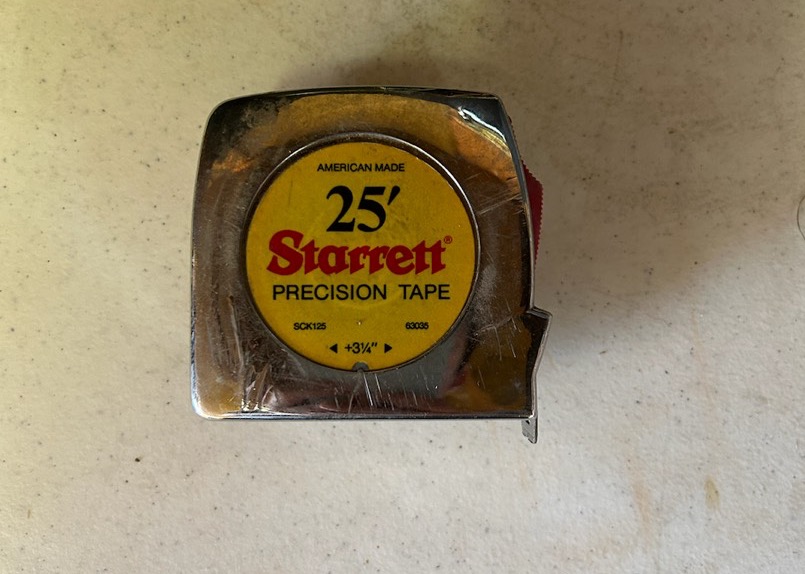 AMERICAN MADE
25′
Starrett®
PRECISION TAPE
SCK125 63035
◄ +3¼″ ►